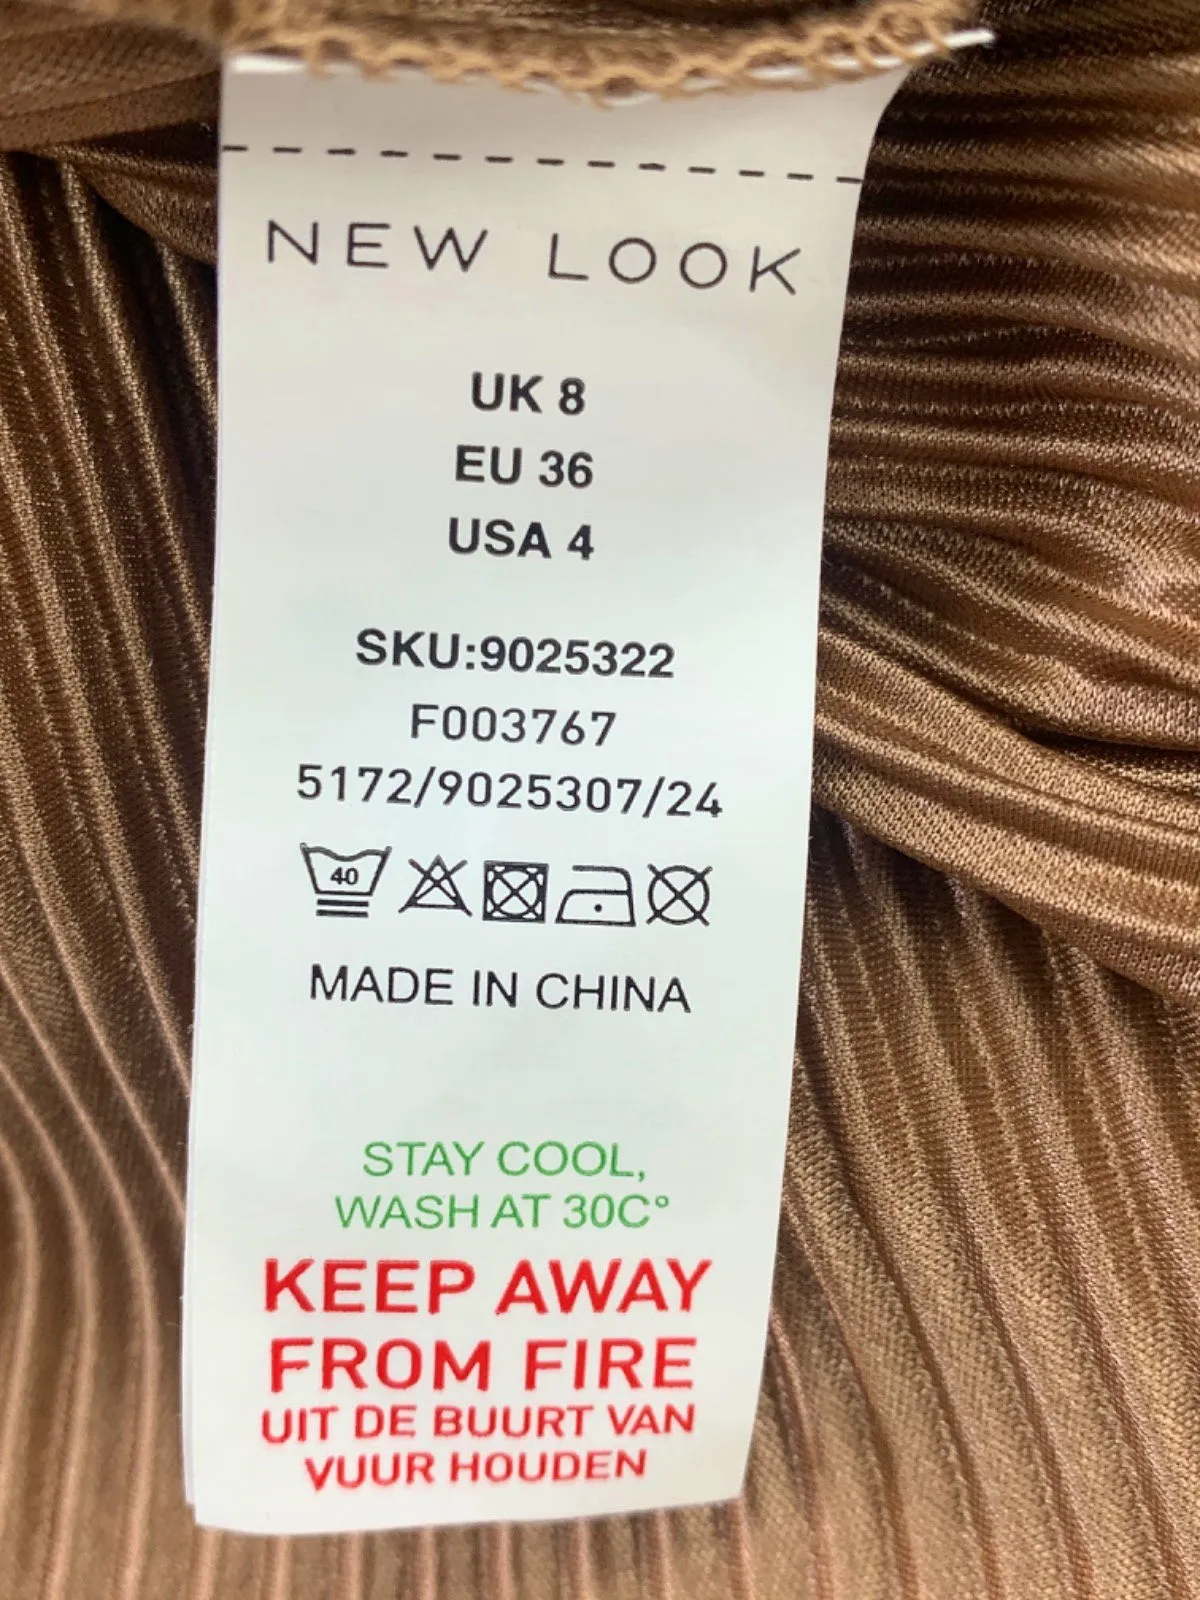 NEW LOOK
UK 8
EU 36
USA 4
SKU:9025322
F003767
5172/9025307/24
40
MADE IN CHINA
STAY COOL,
WASH AT 30C°
KEEP AWAY
FROM FIRE
UIT DE BUURT VAN
VUUR HOUDEN